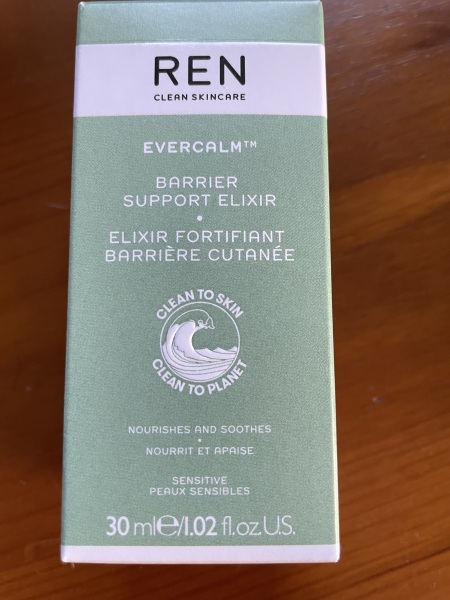 REN
CLEAN SKINCARE
EVERCALM™
BARRIER
SUPPORT ELIXIR
•
ELIXIR FORTIFIANT
BARRIÈRE CUTANÉE
CLEAN TO SKIN
CLEAN TO PLANET
NOURISHES AND SOOTHES
•
NOURRIT ET APAISE
SENSITIVE
PEAUX SENSIBLES
30 ml℮/1.02 fl.oz.U.S.